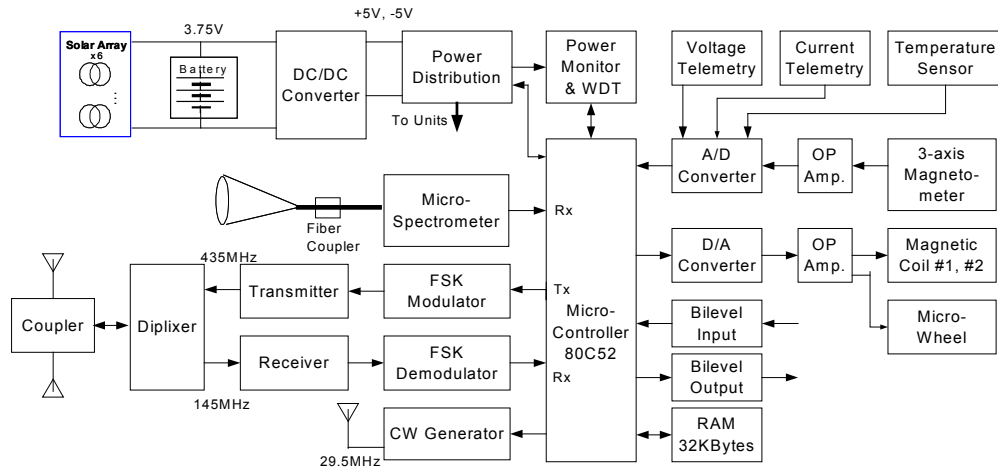 +5V, -5V
3.75V
Solar Array
x6
...
Battery
DC/DC
Converter
Power
Distribution
To Units
Power
Monitor
& WDT
Voltage
Telemetry
Current
Telemetry
Temperature
Sensor
A/D
Converter
OP
Amp.
3-axis
Magneto-
meter
Fiber
Coupler
Micro-
Spectrometer
Rx
D/A
Converter
OP
Amp.
Magnetic
Coil #1, #2
Micro-
Wheel
435MHz
Coupler
Diplixer
Transmitter
FSK
Modulator
Tx
Micro-
Controller
80C52
Bilevel
Input
Receiver
FSK
Demodulator
Rx
Bilevel
Output
145MHz
CW Generator
29.5MHz
RAM
32KBytes